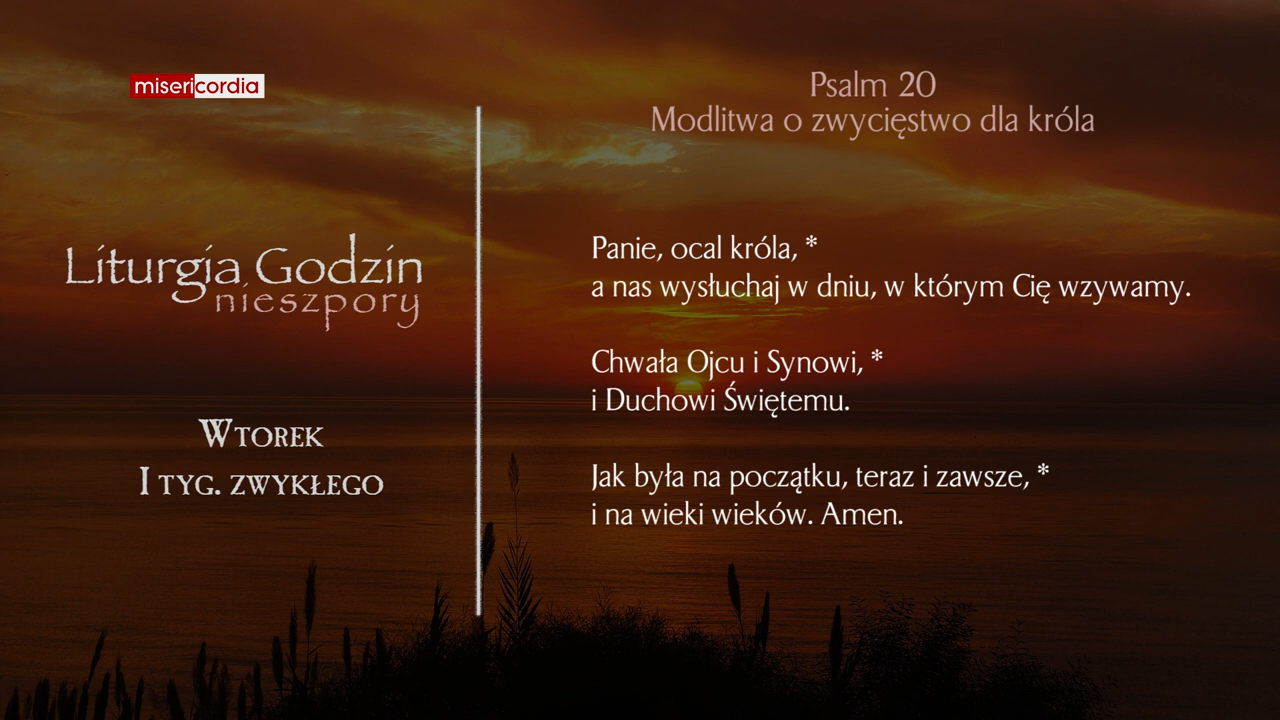 misericordia
Liturgia Godzin
nieszpory
Wtorek
I tyg. zwykłego
Psalm 20
Modlitwa o zwycięstwo dla króla
Panie, ocal króla, *
a nas wysłuchaj w dniu, w którym Cię wzywamy.
Chwała Ojcu i Synowi, *
i Duchowi Świętemu.
Jak była na początku, teraz i zawsze, *
i na wieki wieków. Amen.